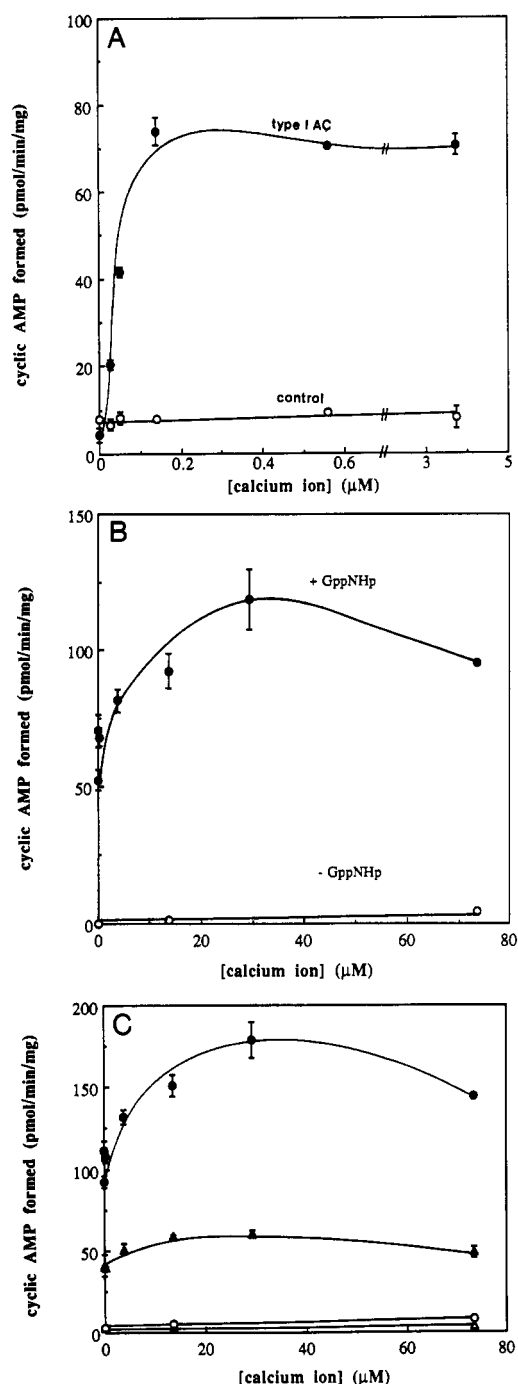 A
cyclic AMP formed (pmol/min/mg)
100
80
60
40
20
0
type I AC
control
0 0.2 0.4 0.6 3 5
[calcium ion] (μM)
B
cyclic AMP formed (pmol/min/mg)
150
100
50
0
+ GppNHp
- GppNHp
0 20 40 60 80
[calcium ion] (μM)
C
cyclic AMP formed (pmol/min/mg)
200
150
100
50
0
0 20 40 60 80
[calcium ion] (μM)